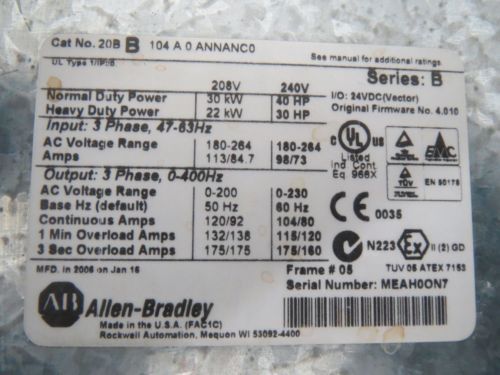 Cat No. 20B B 104 A 0 ANNANC0
UL Type 1/IP20
See manual for additional ratings.
Series: B
208V 240V
Normal Duty Power 30 kW 40 HP
Heavy Duty Power 22 kW 30 HP
I/O: 24VDC(Vector)
Original Firmware No. 4.010
Input: 3 Phase, 47-63Hz
AC Voltage Range 180-264 180-264
Amps 113/84.7 98/73
Output: 3 Phase, 0-400Hz
AC Voltage Range 0-200 0-230
Base Hz (default) 50 Hz 60 Hz
Continuous Amps 120/92 104/80
1 Min Overload Amps 132/138 115/120
3 Sec Overload Amps 175/175 175/160
C UL US
Listed
Ind. Cont.
Eq. 966X
TÜV
EMC
EN 50178
CE 0035
N223 Ex II (2) GD
TUV 05 ATEX 7153
MFD. in 2006 on Jan 16
Frame # 05
Serial Number: MEAH0ON7
AB Allen-Bradley
Made in the U.S.A. (FAC1C)
Rockwell Automation, Mequon WI 53092-4400